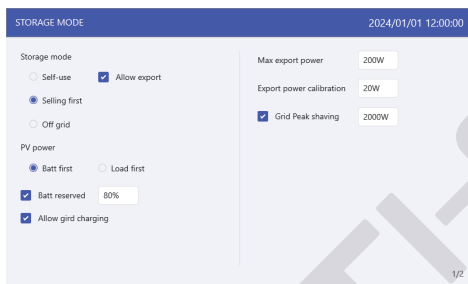 STORAGE MODE
2024/01/01 12:00:00
Storage mode
Self-use
Allow export
Selling first
Off grid
PV power
Batt first
Load first
Batt reserved
80%
Allow gird charging
Max export power
200W
Export power calibration
20W
Grid Peak shaving
2000W
1/2